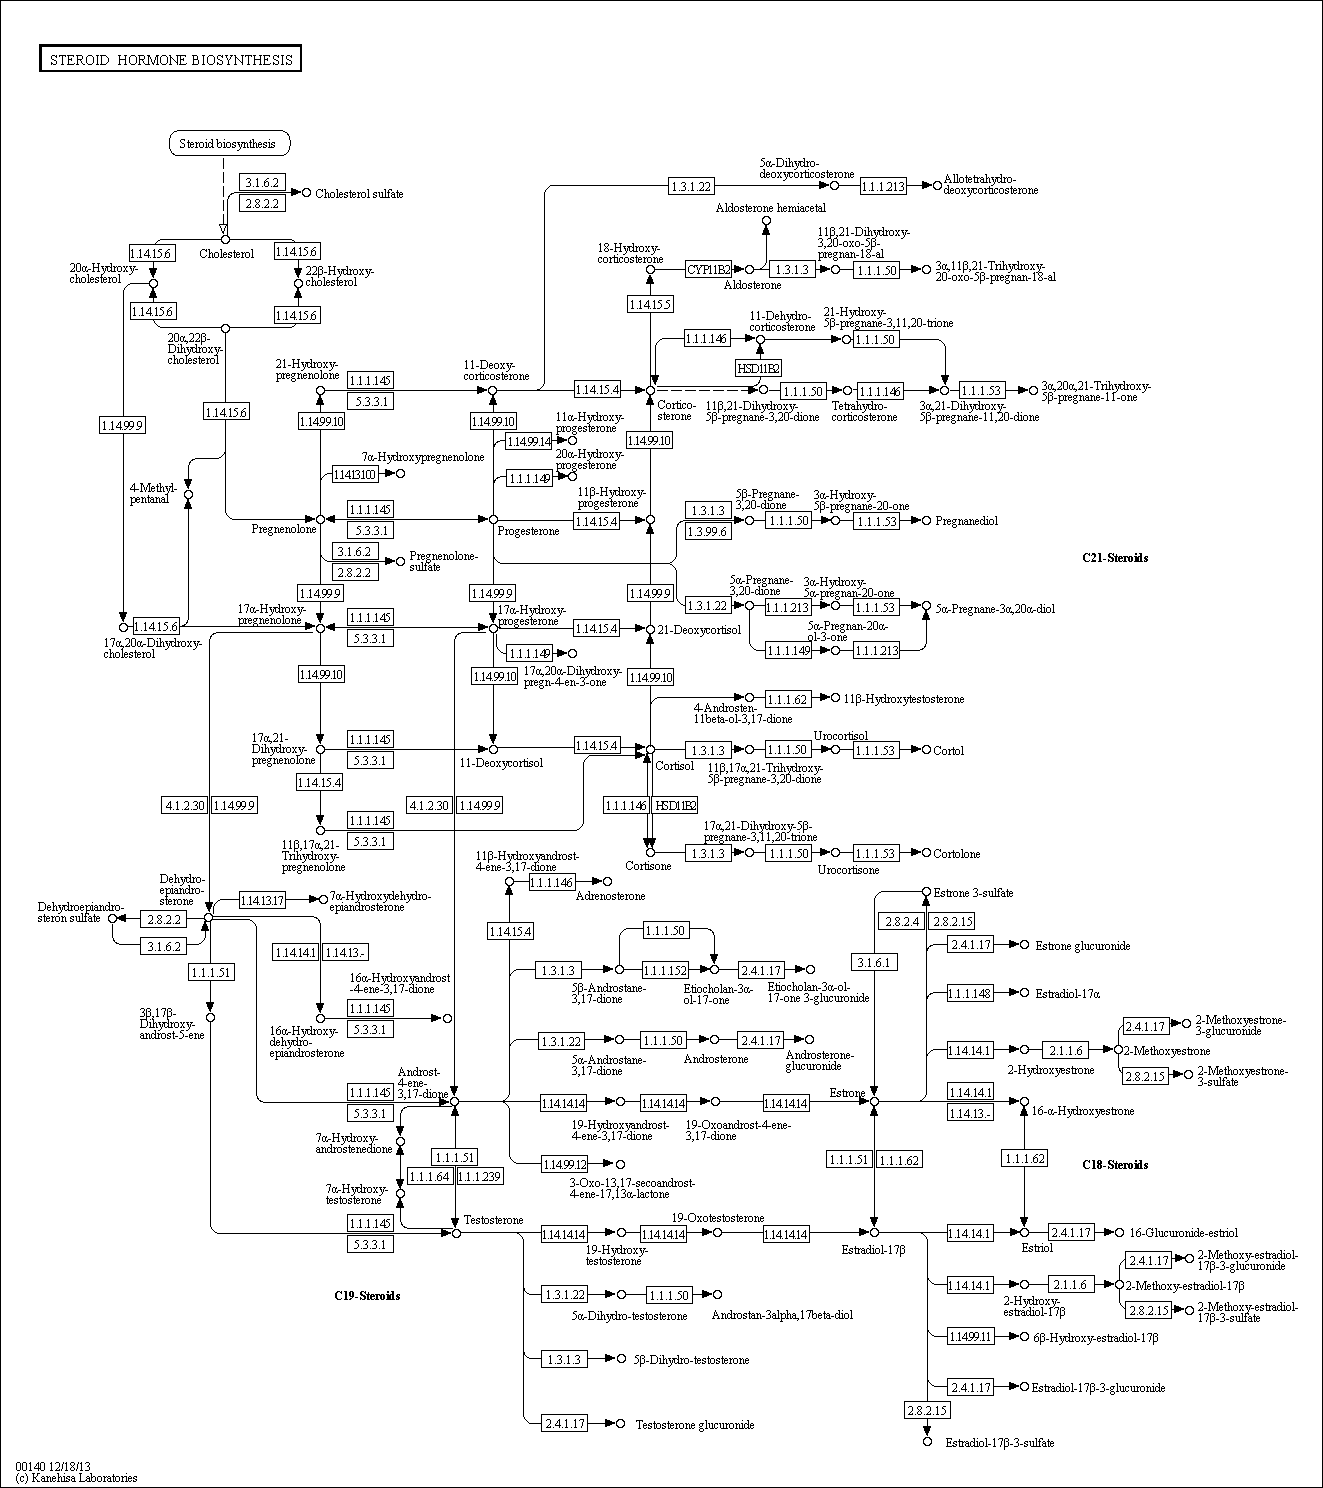 STEROID HORMONE BIOSYNTHESIS
Steroid biosynthesis
3.1.6.2
2.8.2.2
Cholesterol sulfate
Cholesterol
1.14.15.6
1.14.15.6
20α-Hydroxy-
cholesterol
22β-Hydroxy-
cholesterol
1.14.15.6
1.14.15.6
20α,22β-
Dihydroxy-
cholesterol
1.14.99.9
1.14.15.6
4-Methyl-
pentanal
17α,20α-Dihydroxy-
cholesterol
1.14.15.6
5α-Dihydro-
deoxycorticosterone
1.3.1.22
1.1.1.213
Allotetrahydro-
deoxycorticosterone
Aldosterone hemiacetal
18-Hydroxy-
corticosterone
CYP11B2
Aldosterone
1.3.1.3
11β,21-Dihydroxy-
3,20-oxo-5β-
pregnan-18-al
1.1.1.50
3α,11β,21-Trihydroxy-
20-oxo-5β-pregnan-18-al
1.14.15.5
11-Dehydro-
corticosterone
21-Hydroxy-
5β-pregnane-3,11,20-trione
1.1.1.146
1.1.1.50
HSD11B2
21-Hydroxy-
pregnenolone
1.1.1.145
5.3.3.1
11-Deoxy-
corticosterone
1.14.15.4
Cortico-
sterone
1.1.1.50
11β,21-Dihydroxy-
5β-pregnane-3,20-dione
1.1.1.146
Tetrahydro-
corticosterone
3α,21-Dihydroxy-
5β-pregnane-11,20-dione
1.1.1.53
3α,20α,21-Trihydroxy-
5β-pregnane-11-one
1.14.99.10
1.14.99.10
1.14.99.10
11α-Hydroxy-
progesterone
1.14.99.14
20α-Hydroxy-
progesterone
1.1.1.149
7α-Hydroxypregnenolone
1.14.13.100
11β-Hydroxy-
progesterone
Pregnenolone
1.1.1.145
5.3.3.1
Progesterone
1.14.15.4
1.3.1.3
1.3.99.6
5β-Pregnane-
3,20-dione
1.1.1.50
3α-Hydroxy-
5β-pregnane-20-one
1.1.1.53
Pregnanediol
3.1.6.2
2.8.2.2
Pregnenolone-
sulfate
C21-Steroids
1.14.99.9
1.14.99.9
1.14.99.9
1.3.1.22
5α-Pregnane-
3,20-dione
1.1.1.213
3α-Hydroxy-
5α-pregnan-20-one
1.1.1.53
5α-Pregnane-3α,20α-diol
5α-Pregnan-20α-
ol-3-one
1.1.1.149
1.1.1.213
17α-Hydroxy-
pregnenolone
1.1.1.145
5.3.3.1
17α-Hydroxy-
progesterone
1.14.15.4
21-Deoxycortisol
1.1.1.149
17α,20α-Dihydroxy-
pregn-4-en-3-one
1.14.99.10
1.14.99.10
1.14.99.10
4-Androsten-
11beta-ol-3,17-dione
1.1.1.62
11β-Hydroxytestosterone
17α,21-
Dihydroxy-
pregnenolone
1.1.1.145
5.3.3.1
11-Deoxycortisol
1.14.15.4
Cortisol
1.3.1.3
11β,17α,21-Trihydroxy-
5β-pregnane-3,20-dione
1.1.1.50
Urocortisol
1.1.1.53
Cortol
1.14.15.4
4.1.2.30
1.14.99.9
4.1.2.30
1.14.99.9
1.1.1.146
HSD11B2
1.1.1.145
5.3.3.1
11β,17α,21-
Trihydroxy-
pregnenolone
Cortisone
1.3.1.3
17α,21-Dihydroxy-5β-
pregnane-3,11,20-trione
1.1.1.50
Urocortisone
1.1.1.53
Cortolone
Dehydro-
epiandro-
sterone
Dehydroepiandro-
steron sulfate
2.8.2.2
3.1.6.2
1.14.13.17
7α-Hydroxydehydro-
epiandrosterone
1.14.14.1
1.14.13.-
1.1.1.51
3β,17β-
Dihydroxy-
androst-5-ene
16α-Hydroxy-
dehydro-
epiandrosterone
16α-Hydroxyandrost
-4-ene-3,17-dione
1.1.1.145
5.3.3.1
11β-Hydroxyandrost-
4-ene-3,17-dione
1.1.1.146
Adrenosterone
1.14.15.4
1.1.1.50
1.3.1.3
5β-Androstane-
3,17-dione
1.1.1.152
Etiocholan-3α-
ol-17-one
2.4.1.17
Etiocholan-3α-ol-
17-one 3-glucuronide
1.3.1.22
5α-Androstane-
3,17-dione
1.1.1.50
Androsterone
2.4.1.17
Androsterone-
glucuronide
Androst-
4-ene-
3,17-dione
1.1.1.145
5.3.3.1
1.14.14.14
19-Hydroxyandrost-
4-ene-3,17-dione
1.14.14.14
19-Oxoandrost-4-ene-
3,17-dione
1.14.14.14
Estrone
1.14.99.12
3-Oxo-13,17-secoandrost-
4-ene-17,13α-lactone
Estrone 3-sulfate
2.8.2.4
2.8.2.15
3.1.6.1
2.4.1.17
Estrone glucuronide
1.1.1.148
Estradiol-17α
1.14.14.1
2-Hydroxyestrone
2.1.1.6
2-Methoxyestrone
2.4.1.17
2-Methoxyestrone-
3-glucuronide
2.8.2.15
2-Methoxyestrone-
3-sulfate
1.14.14.1
1.14.13.-
16-α-Hydroxyestrone
7α-Hydroxy-
androstenedione
7α-Hydroxy-
testosterone
1.1.1.51
1.1.1.64
1.1.1.239
1.1.1.51
1.1.1.62
1.1.1.62
C18-Steroids
1.1.1.145
5.3.3.1
Testosterone
1.14.14.14
19-Hydroxy-
testosterone
1.14.14.14
19-Oxotestosterone
1.14.14.14
Estradiol-17β
1.14.14.1
Estriol
2.4.1.17
16-Glucuronide-estriol
1.14.14.1
2-Hydroxy-
estradiol-17β
2.1.1.6
2-Methoxy-estradiol-17β
2.4.1.17
2-Methoxy-estradiol-
17β-3-glucuronide
2.8.2.15
2-Methoxy-estradiol-
17β-3-sulfate
C19-Steroids
1.3.1.22
5α-Dihydro-testosterone
1.1.1.50
Androstan-3alpha,17beta-diol
1.14.99.11
6β-Hydroxy-estradiol-17β
1.3.1.3
5β-Dihydro-testosterone
2.4.1.17
Estradiol-17β-3-glucuronide
2.4.1.17
Testosterone glucuronide
2.8.2.15
Estradiol-17β-3-sulfate
00140 12/18/13
(c) Kanehisa Laboratories